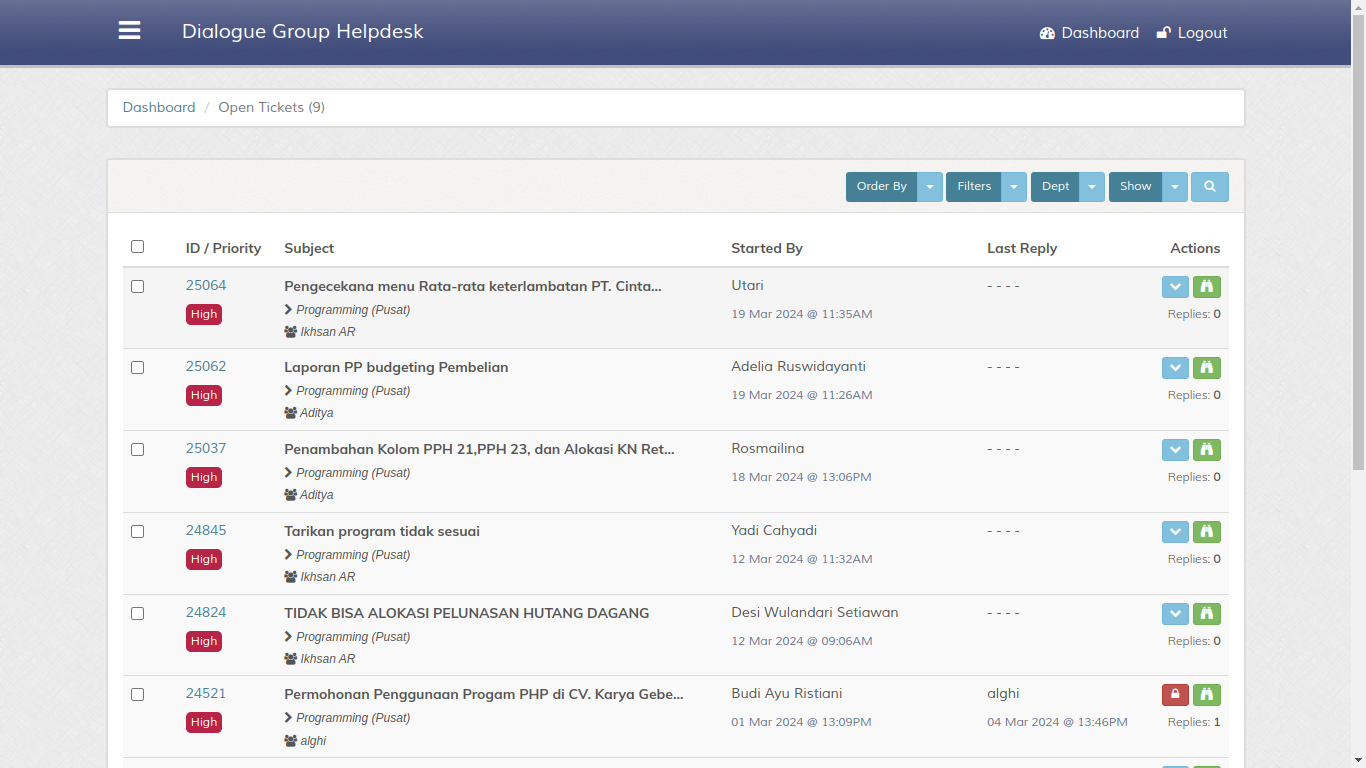 Dialogue Group Helpdesk
Dashboard Logout
Dashboard / Open Tickets (9)
Order By Filters Dept Show
ID / Priority Subject Started By Last Reply Actions
25064 Pengecekana menu Rata-rata keterlambatan PT. Cinta... Utari - - - -
High Programming (Pusat) 19 Mar 2024 @ 11:35AM Replies: 0
Ikhsan AR
25062 Laporan PP budgeting Pembelian Adelia Ruswidayanti - - - -
High Programming (Pusat) 19 Mar 2024 @ 11:26AM Replies: 0
Aditya
25037 Penambahan Kolom PPH 21,PPH 23, dan Alokasi KN Ret... Rosmailina - - - -
High Programming (Pusat) 18 Mar 2024 @ 13:06PM Replies: 0
Aditya
24845 Tarikan program tidak sesuai Yadi Cahyadi - - - -
High Programming (Pusat) 12 Mar 2024 @ 11:32AM Replies: 0
Ikhsan AR
24824 TIDAK BISA ALOKASI PELUNASAN HUTANG DAGANG Desi Wulandari Setiawan - - - -
High Programming (Pusat) 12 Mar 2024 @ 09:06AM Replies: 0
Ikhsan AR
24521 Permohonan Penggunaan Progam PHP di CV. Karya Gebe... Budi Ayu Ristiani alghi
High Programming (Pusat) 01 Mar 2024 @ 13:09PM 04 Mar 2024 @ 13:46PM Replies: 1
alghi